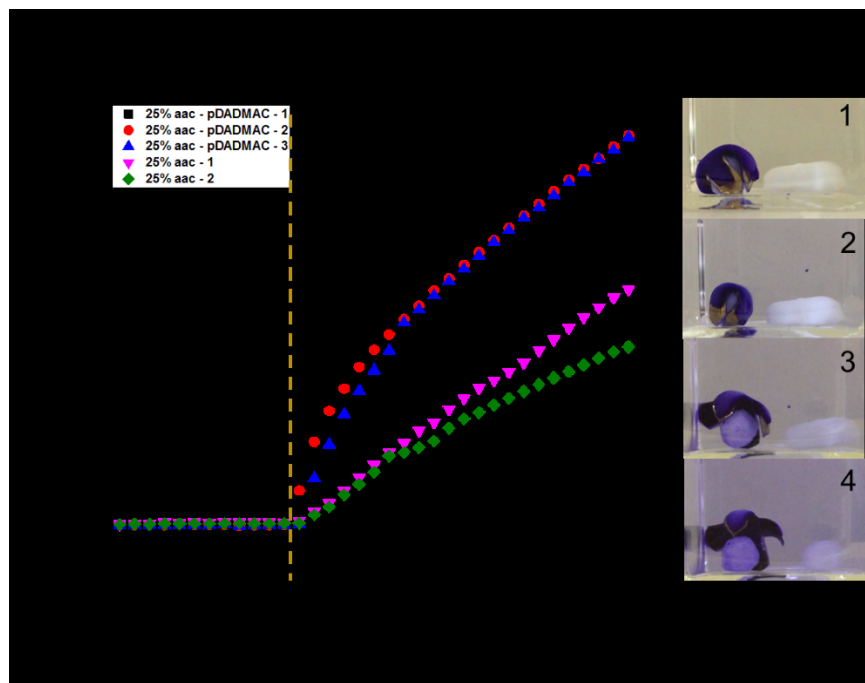 25% aac - pDADMAC - 1
25% aac - pDADMAC - 2
25% aac - pDADMAC - 3
25% aac - 1
25% aac - 2
1
2
3
4